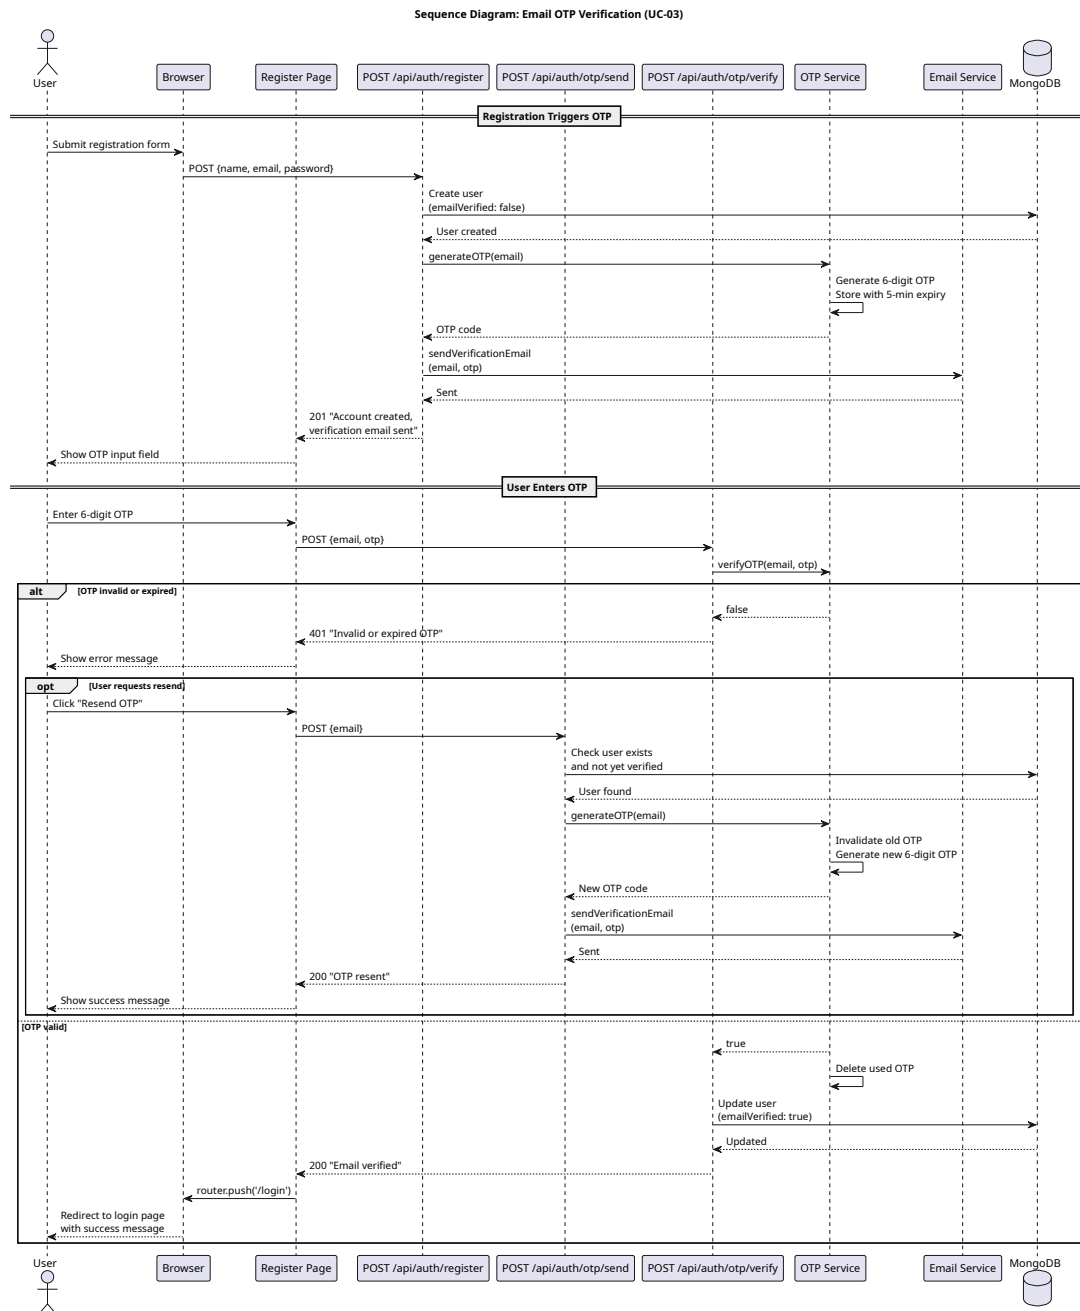 Sequence Diagram: Email OTP Verification (UC-03)
User
Browser
Register Page
POST /api/auth/register
POST /api/auth/otp/send
POST /api/auth/otp/verify
OTP Service
Email Service
MongoDB
Registration Triggers OTP
Submit registration form
POST {name, email, password}
Create user
(emailVerified: false)
User created
generateOTP(email)
Generate 6-digit OTP
Store with 5-min expiry
OTP code
sendVerificationEmail
(email, otp)
Sent
201 "Account created,
verification email sent"
Show OTP input field
User Enters OTP
Enter 6-digit OTP
POST {email, otp}
verifyOTP(email, otp)
alt
[OTP invalid or expired]
false
401 "Invalid or expired OTP"
Show error message
opt
[User requests resend]
Click "Resend OTP"
POST {email}
Check user exists
and not yet verified
User found
generateOTP(email)
Invalidate old OTP
Generate new 6-digit OTP
New OTP code
sendVerificationEmail
(email, otp)
Sent
200 "OTP resent"
Show success message
[OTP valid]
true
Delete used OTP
Update user
(emailVerified: true)
Updated
200 "Email verified"
router.push('/login')
Redirect to login page
with success message
User
Browser
Register Page
POST /api/auth/register
POST /api/auth/otp/send
POST /api/auth/otp/verify
OTP Service
Email Service
MongoDB